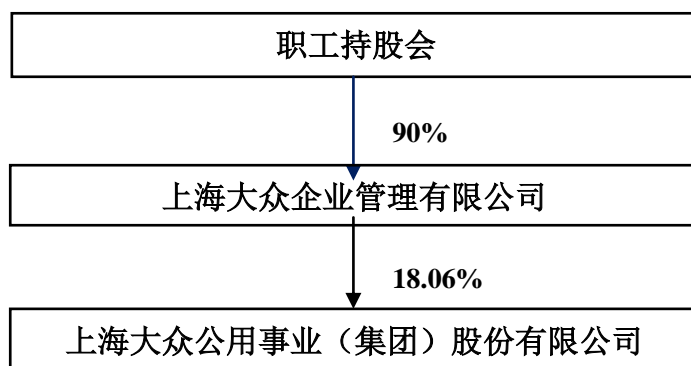 职工持股会
90%
上海大众企业管理有限公司
18.06%
上海大众公用事业（集团）股份有限公司